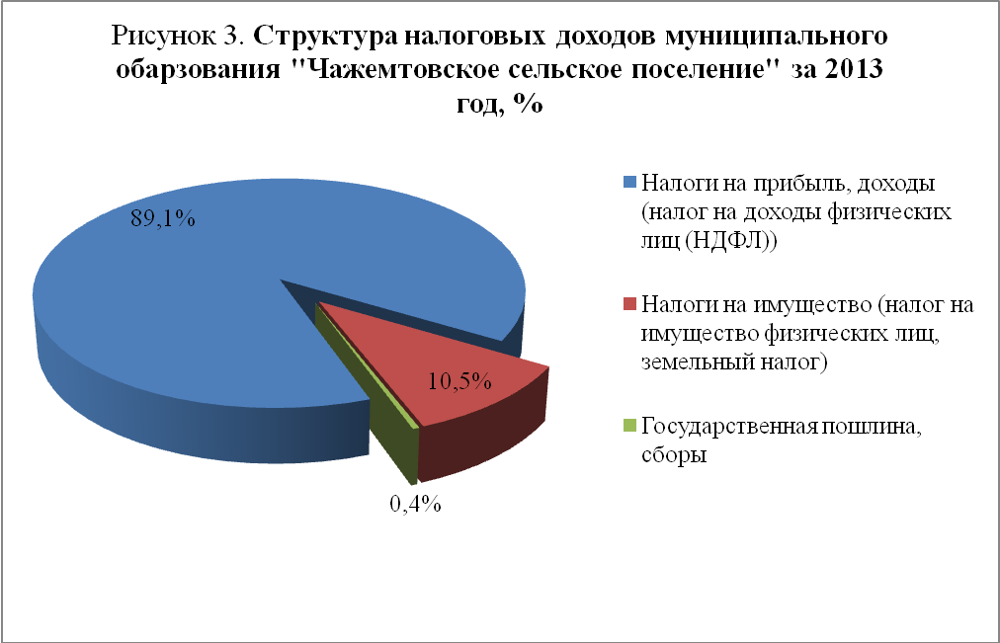 Рисунок 3. Структура налоговых доходов муниципального
обарзования "Чажемтовское сельское поселение" за 2013
год, %
89,1%
10,5%
0,4%
Налоги на прибыль, доходы
(налог на доходы физических
лиц (НДФЛ))
Налоги на имущество (налог на
имущество физических лиц,
земельный налог)
Государственная пошлина,
сборы